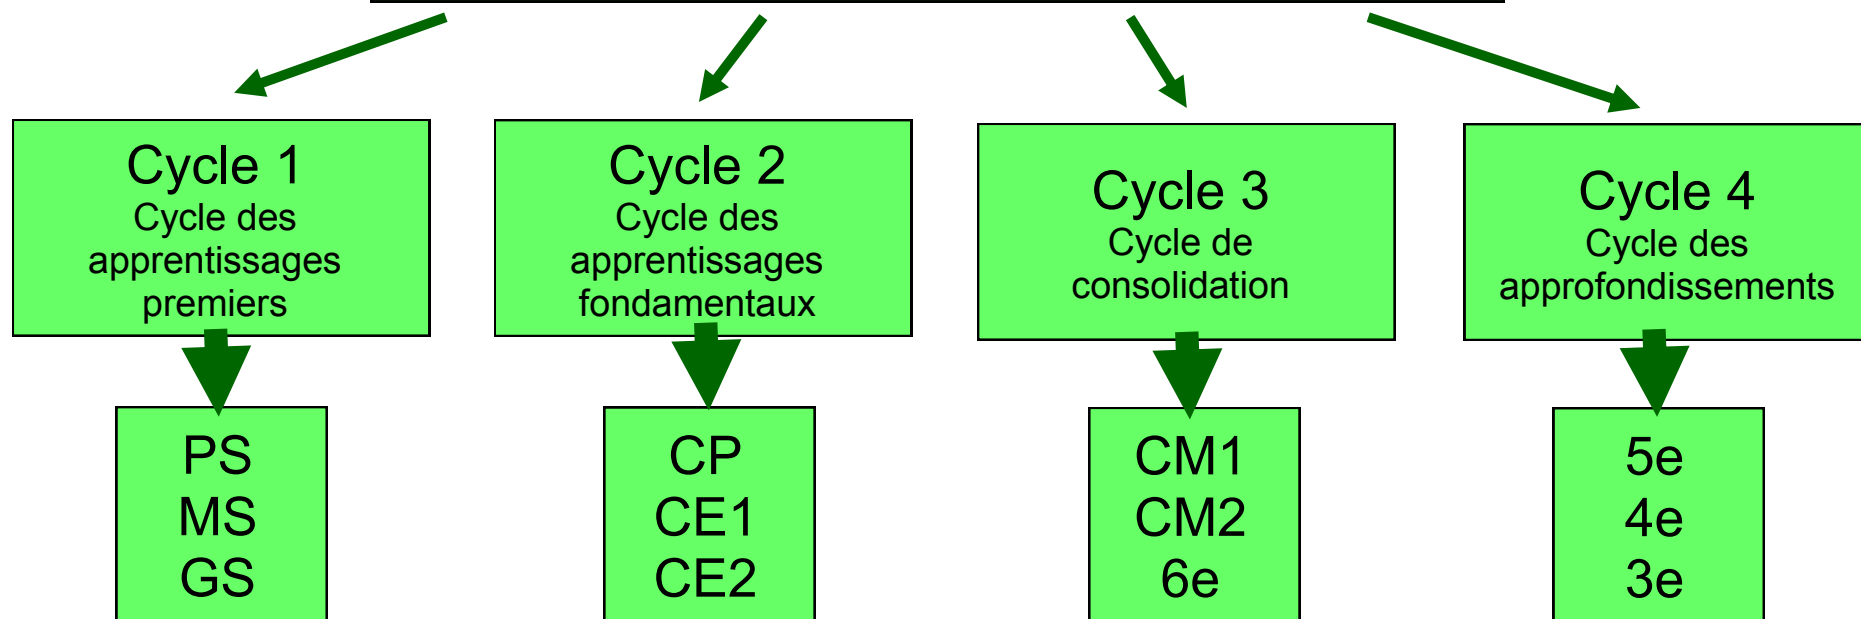 Cycle 1
Cycle des
apprentissages
premiers
Cycle 2
Cycle des
apprentissages
fondamentaux
Cycle 3
Cycle de
consolidation
Cycle 4
Cycle des
approfondissements
PS
MS
GS
CP
CE1
CE2
CM1
CM2
6e
5e
4e
3e